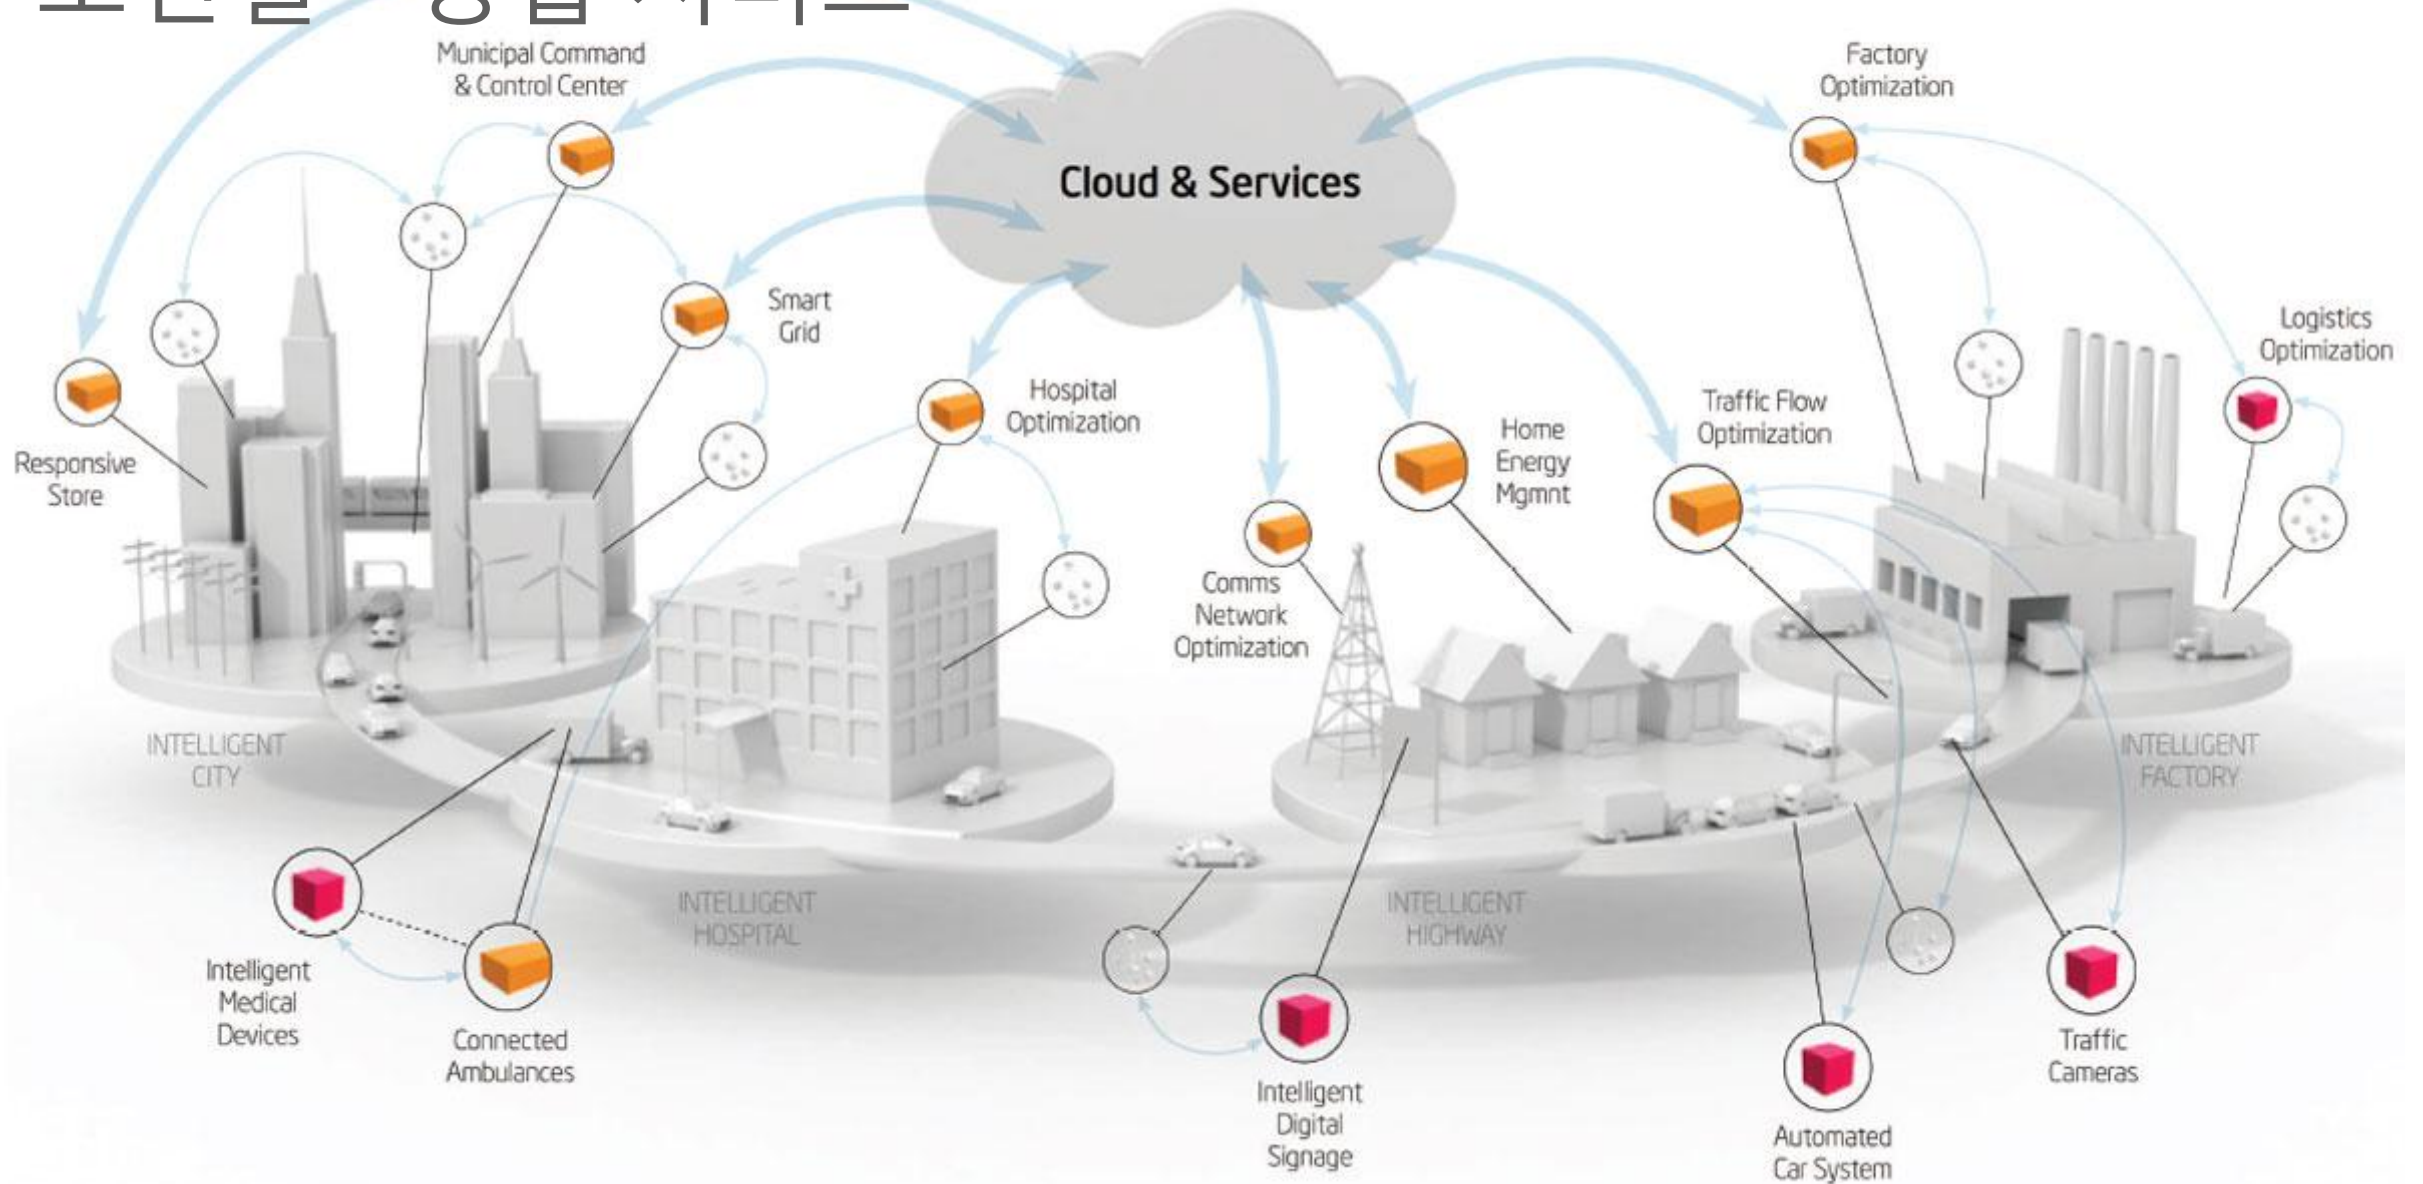 Municipal Command
& Control Center
Factory
Optimization
Cloud & Services
Smart
Grid
Logistics
Optimization
Hospital
Optimization
Traffic Flow
Optimization
Home
Energy
Mgmnt
Responsive
Store
Comms
Network
Optimization
INTELLIGENT
CITY
INTELLIGENT
FACTORY
INTELLIGENT
HOSPITAL
INTELLIGENT
HIGHWAY
Intelligent
Medical
Devices
Connected
Ambulances
Intelligent
Digital
Signage
Traffic
Cameras
Automated
Car System